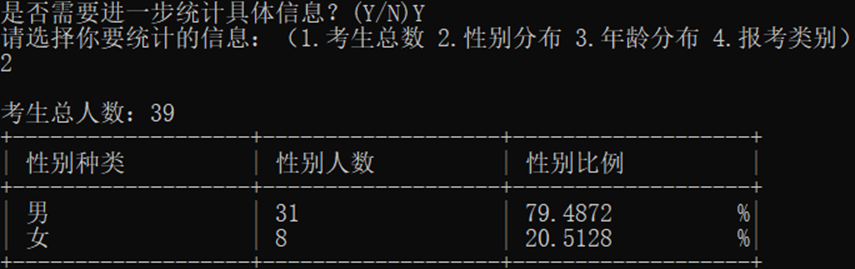 是否需要进一步统计具体信息？(Y/N)Y
请选择你要统计的信息：（1.考生总数 2.性别分布 3.年龄分布 4.报考类别）
2
考生总人数：39
性别种类 性别人数 性别比例
男 31 79.4872 %
女 8 20.5128 %